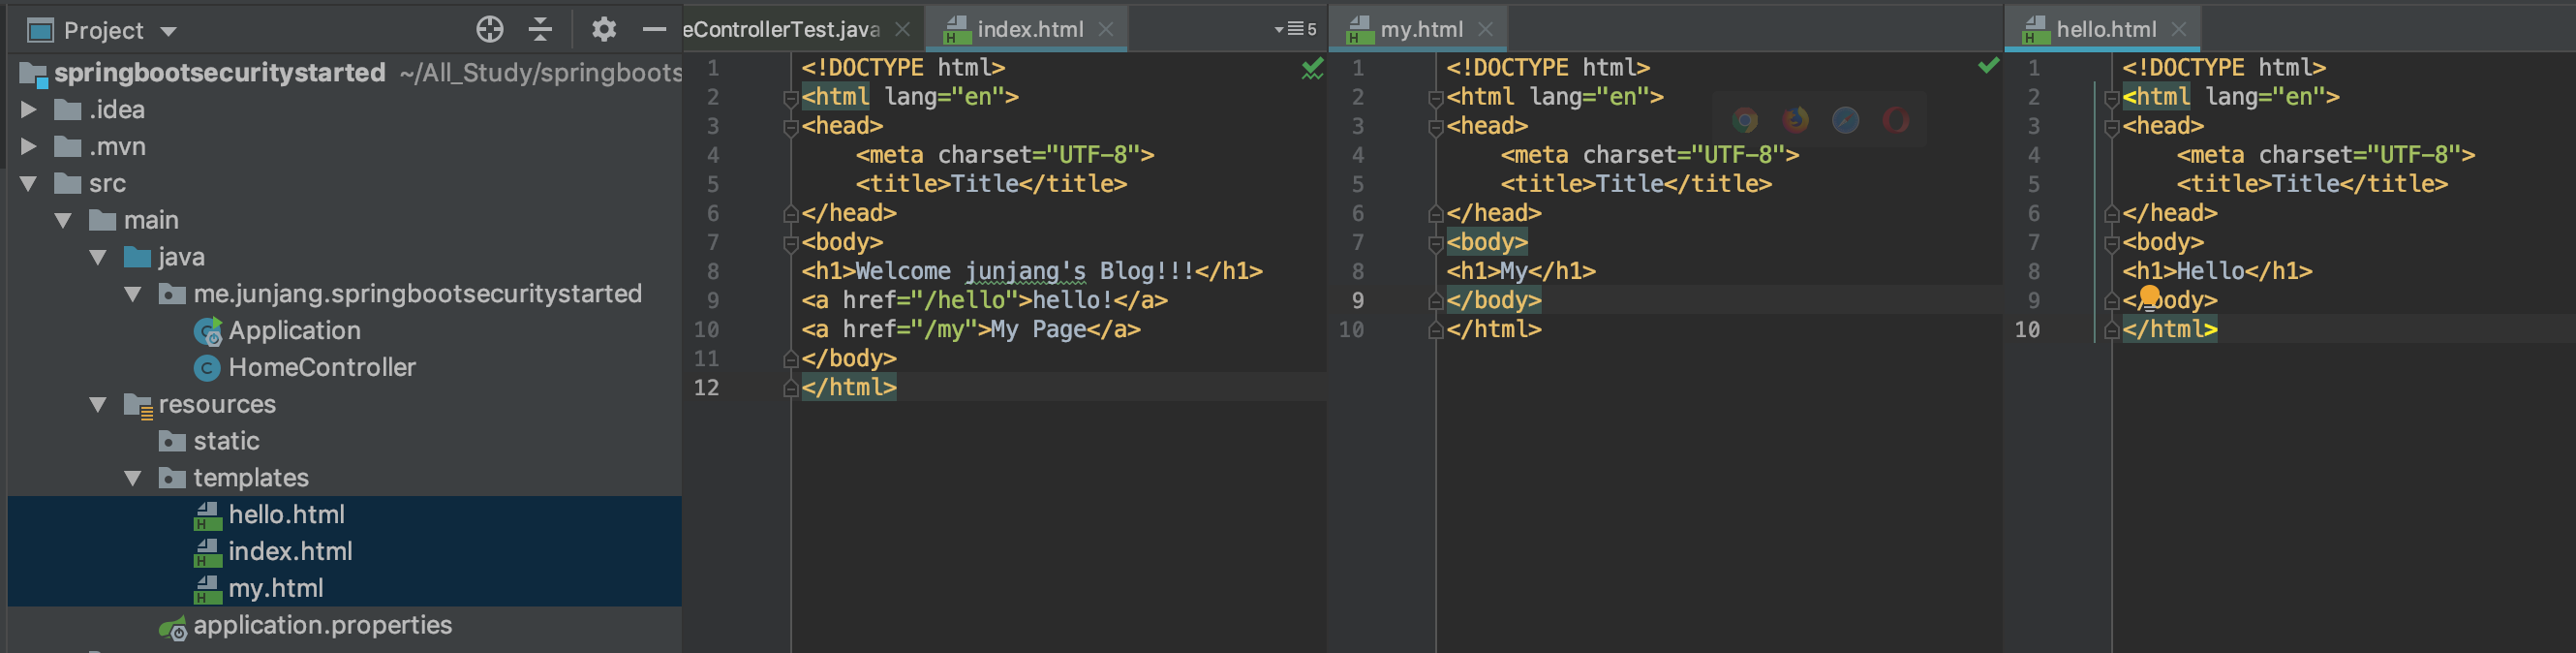 Project
springbootsecuritystarted ~/All_Study/springboots
.idea
.mvn
src
main
java
me.junjang.springbootsecuritystarted
Application
HomeController
resources
static
templates
hello.html
index.html
my.html
application.properties
eControllerTest.java
index.html
5
1 <!DOCTYPE html>
2 <html lang="en">
3 <head>
4 <meta charset="UTF-8">
5 <title>Title</title>
6 </head>
7 <body>
8 <h1>Welcome junjang's Blog!!!</h1>
9 <a href="/hello">hello!</a>
10 <a href="/my">My Page</a>
11 </body>
12 </html>
my.html
1 <!DOCTYPE html>
2 <html lang="en">
3 <head>
4 <meta charset="UTF-8">
5 <title>Title</title>
6 </head>
7 <body>
8 <h1>My</h1>
9 </body>
10 </html>
hello.html
1 <!DOCTYPE html>
2 <html lang="en">
3 <head>
4 <meta charset="UTF-8">
5 <title>Title</title>
6 </head>
7 <body>
8 <h1>Hello</h1>
9 </body>
10 </html>